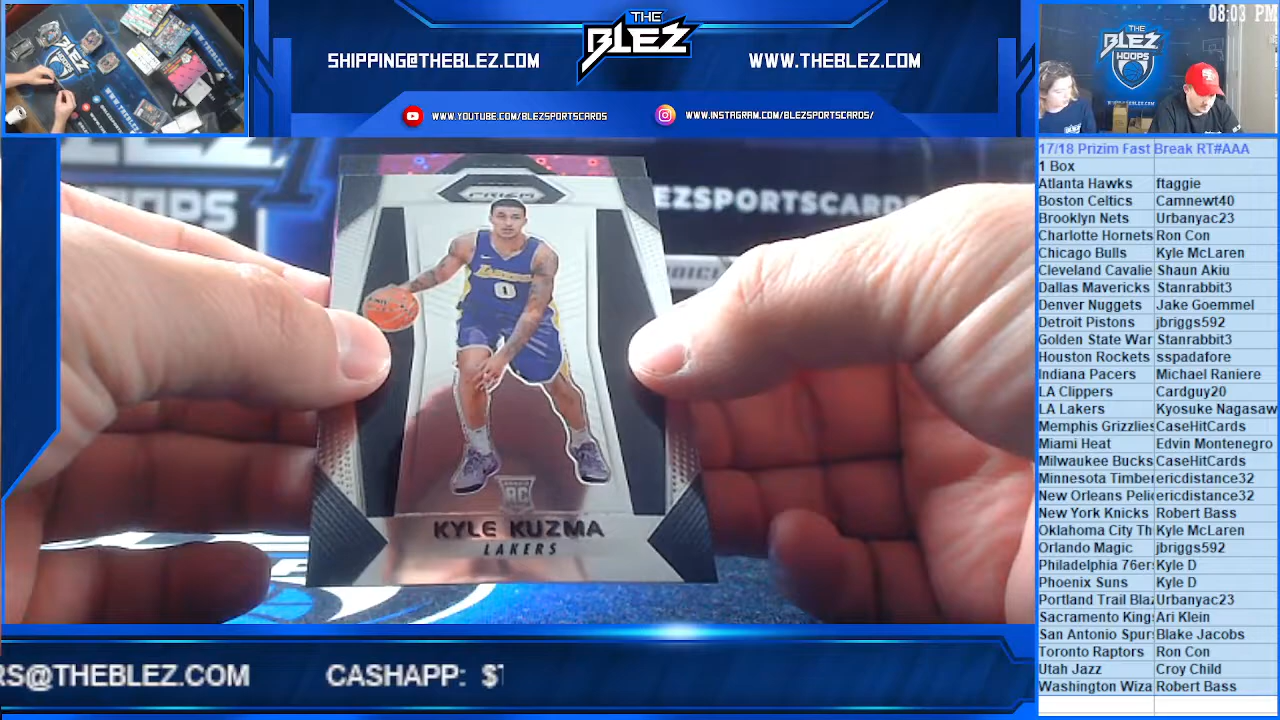 SHIPPING@THEBLEZ.COM
THE
BLEZ
WWW.THEBLEZ.COM
WWW.YOUTUBE.COM/BLEZSPORTSCARDS
WWW.INSTAGRAM.COM/BLEZSPORTSCARDS/
08:03 PM
THE
BLEZ
HOOPS
17/18 Prizim Fast Break RT#AAA
1 Box
Atlanta Hawks ftaggie
Boston Celtics Camnewt40
Brooklyn Nets Urbanyac23
Charlotte Hornets Ron Con
Chicago Bulls Kyle McLaren
Cleveland Cavalie Shaun Akiu
Dallas Mavericks Stanrabbit3
Denver Nuggets Jake Goemmel
Detroit Pistons jbriggs592
Golden State War Stanrabbit3
Houston Rockets sspadafore
Indiana Pacers Michael Raniere
LA Clippers Cardguy20
LA Lakers Kyosuke Nagasaw
Memphis Grizzlies CaseHitCards
Miami Heat Edvin Montenegro
Milwaukee Bucks CaseHitCards
Minnesota Timbe ericdistance32
New Orleans Peli ericdistance32
New York Knicks Robert Bass
Oklahoma City Th Kyle McLaren
Orlando Magic jbriggs592
Philadelphia 76er Kyle D
Phoenix Suns Kyle D
Portland Trail Blaz Urbanyac23
Sacramento King Ari Klein
San Antonio Spur Blake Jacobs
Toronto Raptors Ron Con
Utah Jazz Croy Child
Washington Wiza Robert Bass
HOOPS
EZSPORTSCARD
PRIZM
LAKERS
0
RC
KYLE KUZMA
LAKERS
RS@THEBLEZ.COM CASHAPP: $